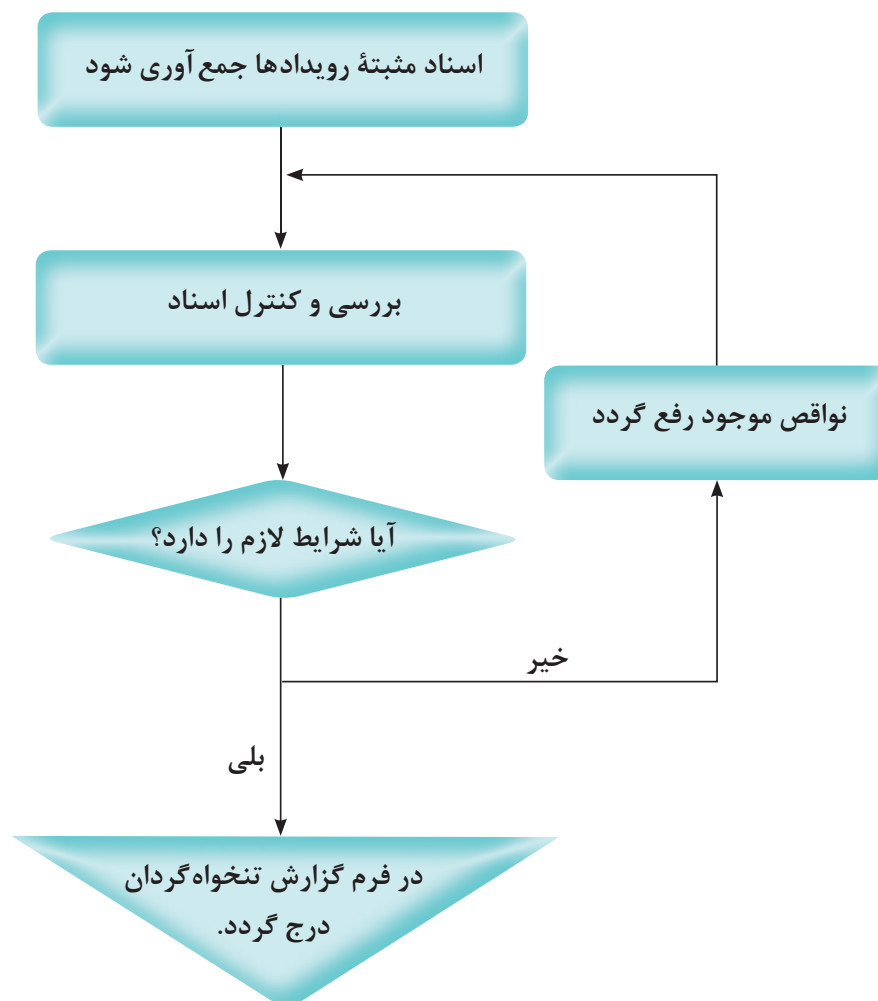 اسناد مثبتهٔ رویدادها جمع‌آوری شود
بررسی و کنترل اسناد
نواقص موجود رفع گردد
آیا شرایط لازم را دارد؟
خیر
بلی
در فرم گزارش تنخواه‌گردان
درج گردد.